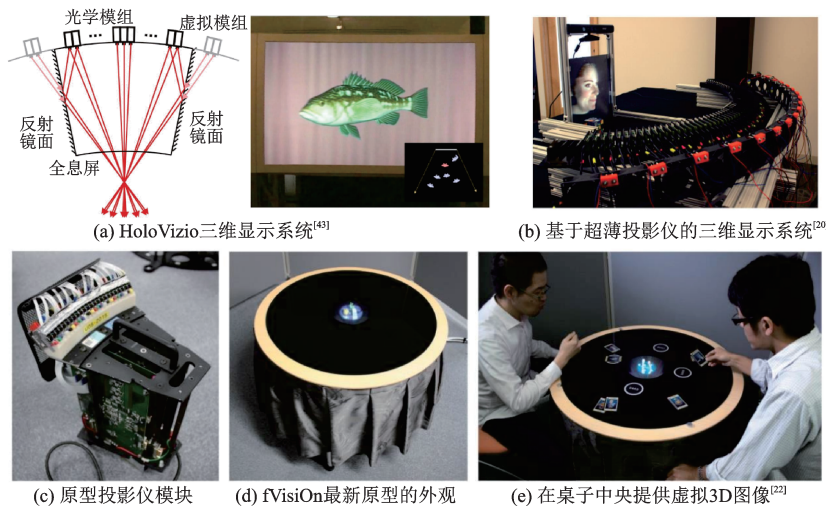 光学模组
虚拟模组
... ...
反射
镜面
反射
镜面
全息屏
(a) HoloVizio三维显示系统[43]
(b) 基于超薄投影仪的三维显示系统[20
(c) 原型投影仪模块
(d) fVisiOn最新原型的外观
(e) 在桌子中央提供虚拟3D图像[22]